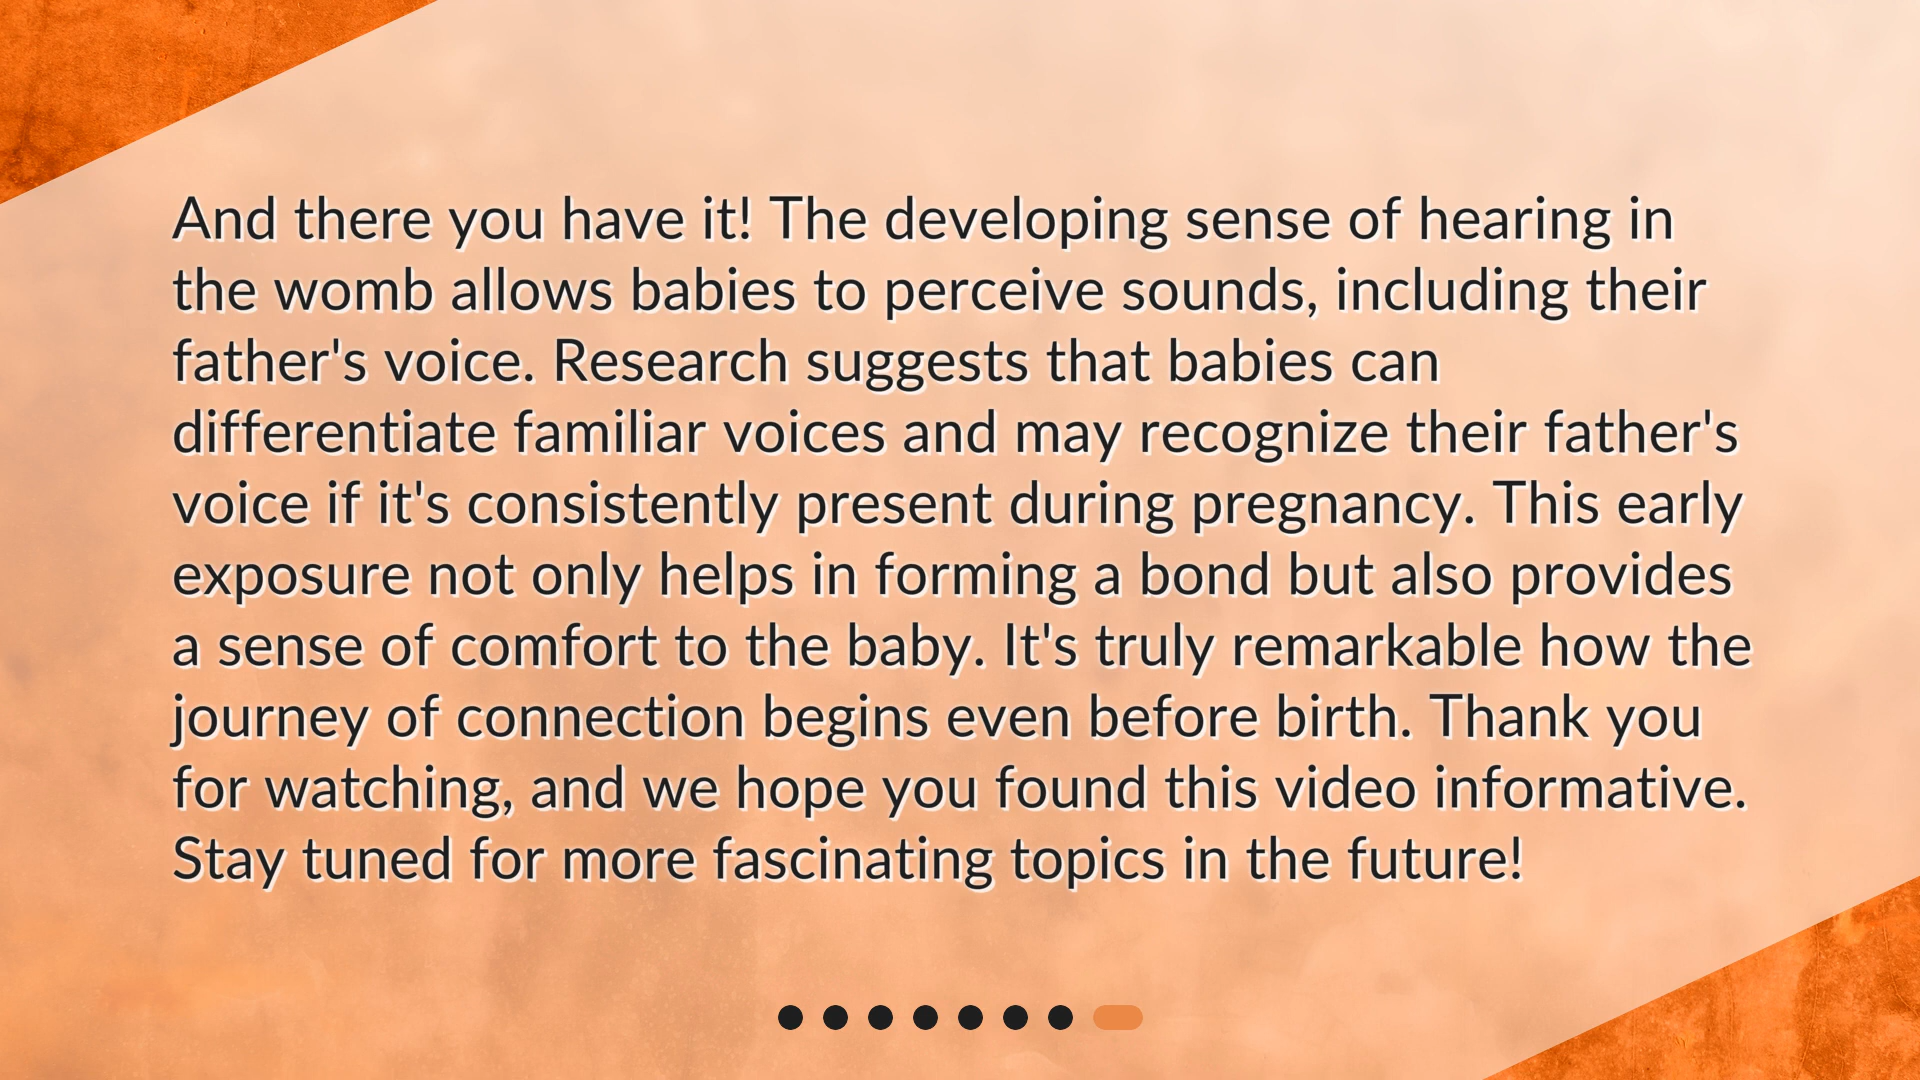 And there you have it! The developing sense of hearing in
the womb allows babies to perceive sounds, including their
father's voice. Research suggests that babies can
differentiate familiar voices and may recognize their father's
voice if it's consistently present during pregnancy. This early
exposure not only helps in forming a bond but also provides
a sense of comfort to the baby. It's truly remarkable how the
journey of connection begins even before birth. Thank you
for watching, and we hope you found this video informative.
Stay tuned for more fascinating topics in the future!